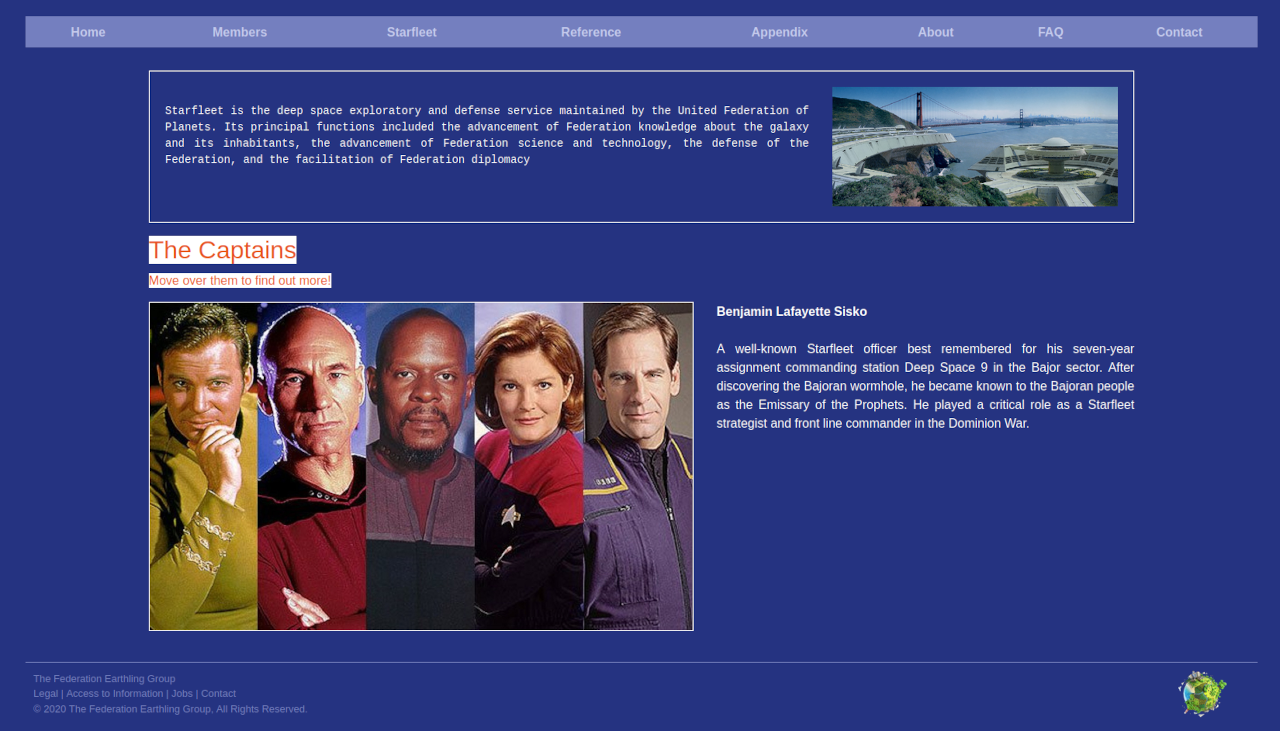 Home Members Starfleet Reference Appendix About FAQ Contact
Starfleet is the deep space exploratory and defense service maintained by the United Federation of
Planets. Its principal functions included the advancement of Federation knowledge about the galaxy
and its inhabitants, the advancement of Federation science and technology, the defense of the
Federation, and the facilitation of Federation diplomacy
The Captains
Move over them to find out more!
Benjamin Lafayette Sisko
A well-known Starfleet officer best remembered for his seven-year
assignment commanding station Deep Space 9 in the Bajor sector. After
discovering the Bajoran wormhole, he became known to the Bajoran people
as the Emissary of the Prophets. He played a critical role as a Starfleet
strategist and front line commander in the Dominion War.
The Federation Earthling Group
Legal | Access to Information | Jobs | Contact
© 2020 The Federation Earthling Group, All Rights Reserved.